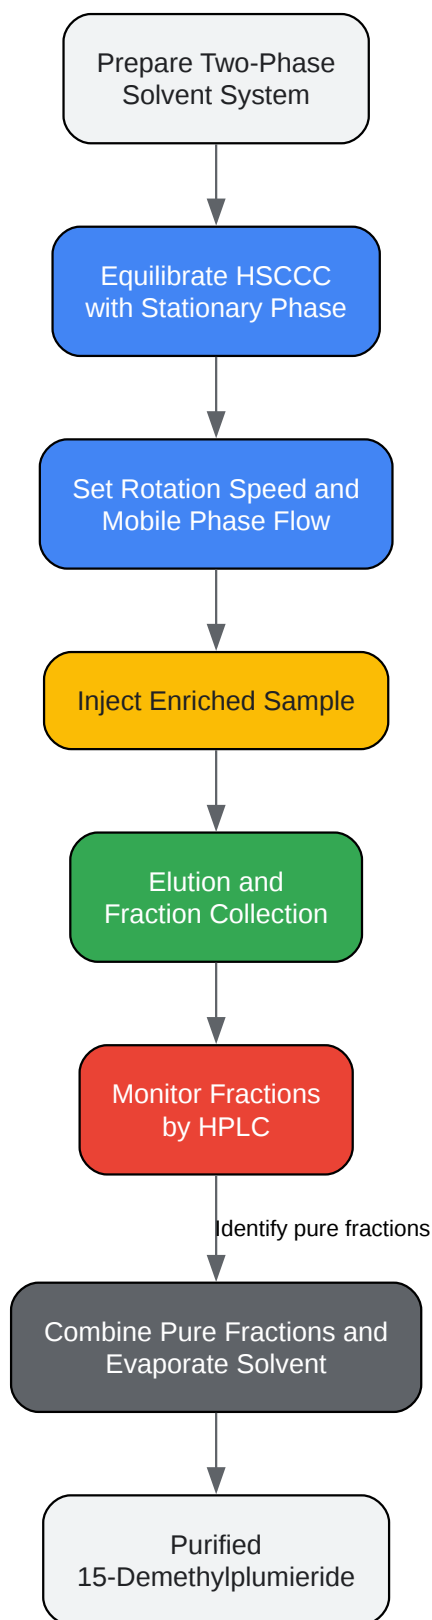 Prepare Two-Phase
Solvent System
Equilibrate HSCCC
with Stationary Phase
Set Rotation Speed and
Mobile Phase Flow
Inject Enriched Sample
Elution and
Fraction Collection
Monitor Fractions
by HPLC
Identify pure fractions
Combine Pure Fractions and
Evaporate Solvent
Purified
15-Demethylplumieride